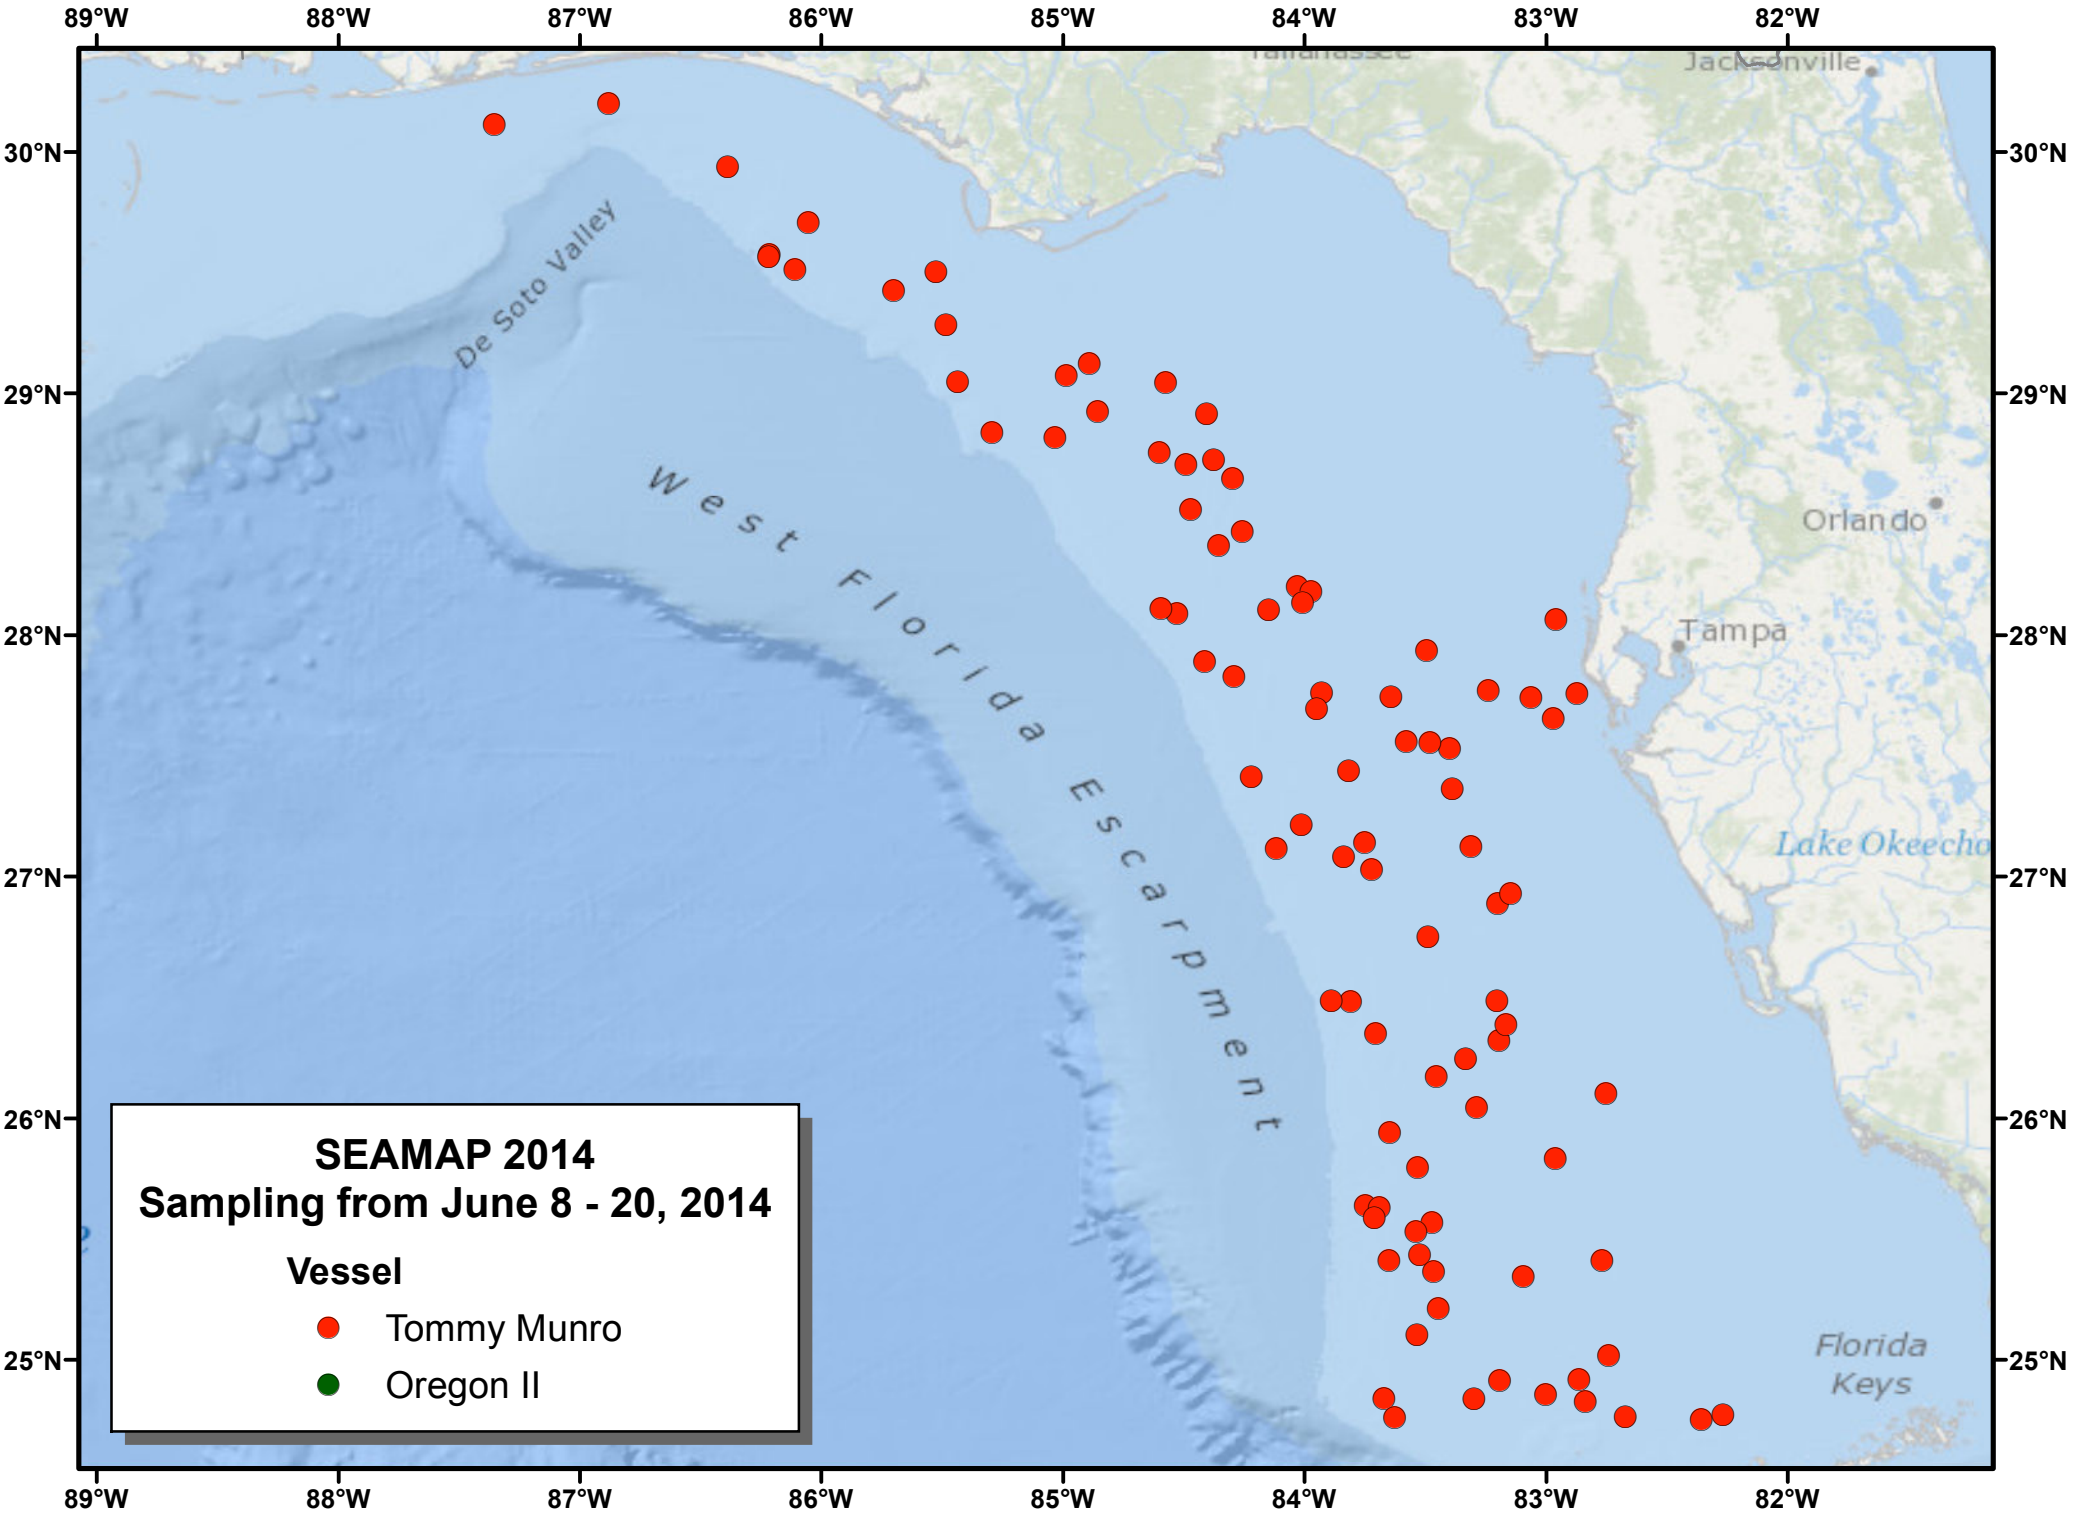 89°W 88°W 87°W 86°W 85°W 84°W 83°W 82°W
Tallahassee
Jacksonville
30°N 30°N
De Soto Valley
29°N 29°N
West Florida Escarpment
Orlando
28°N 28°N
Tampa
Lake Okeecho
27°N 27°N
26°N 26°N
SEAMAP 2014
Sampling from June 8 - 20, 2014
Vessel
Tommy Munro
Oregon II
25°N 25°N
Florida
Keys
89°W 88°W 87°W 86°W 85°W 84°W 83°W 82°W